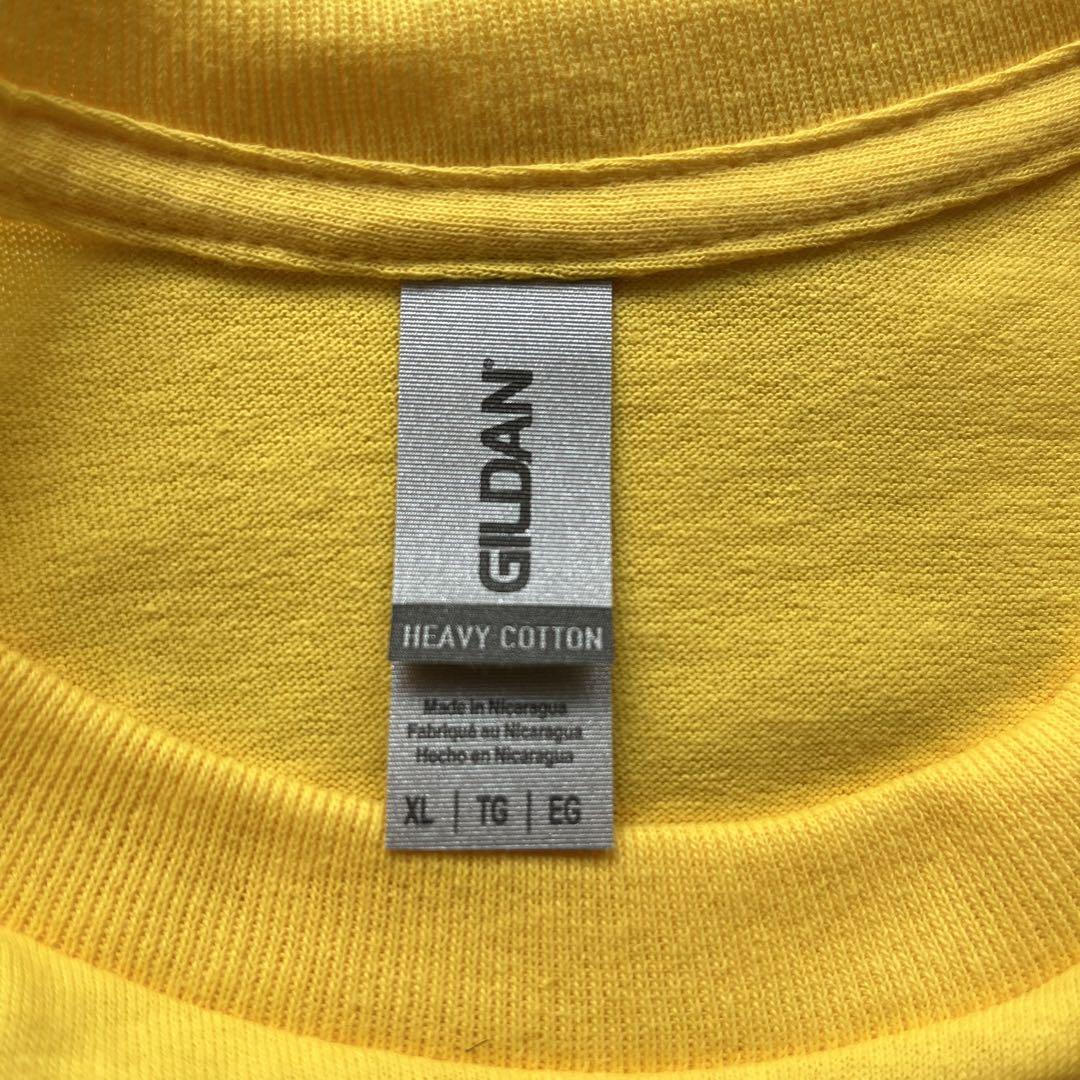 GILDAN
HEAVY COTTON
Made in Nicaragua
Fabriqué au Nicaragua
Hecho en Nicaragua
XL | TG | EG